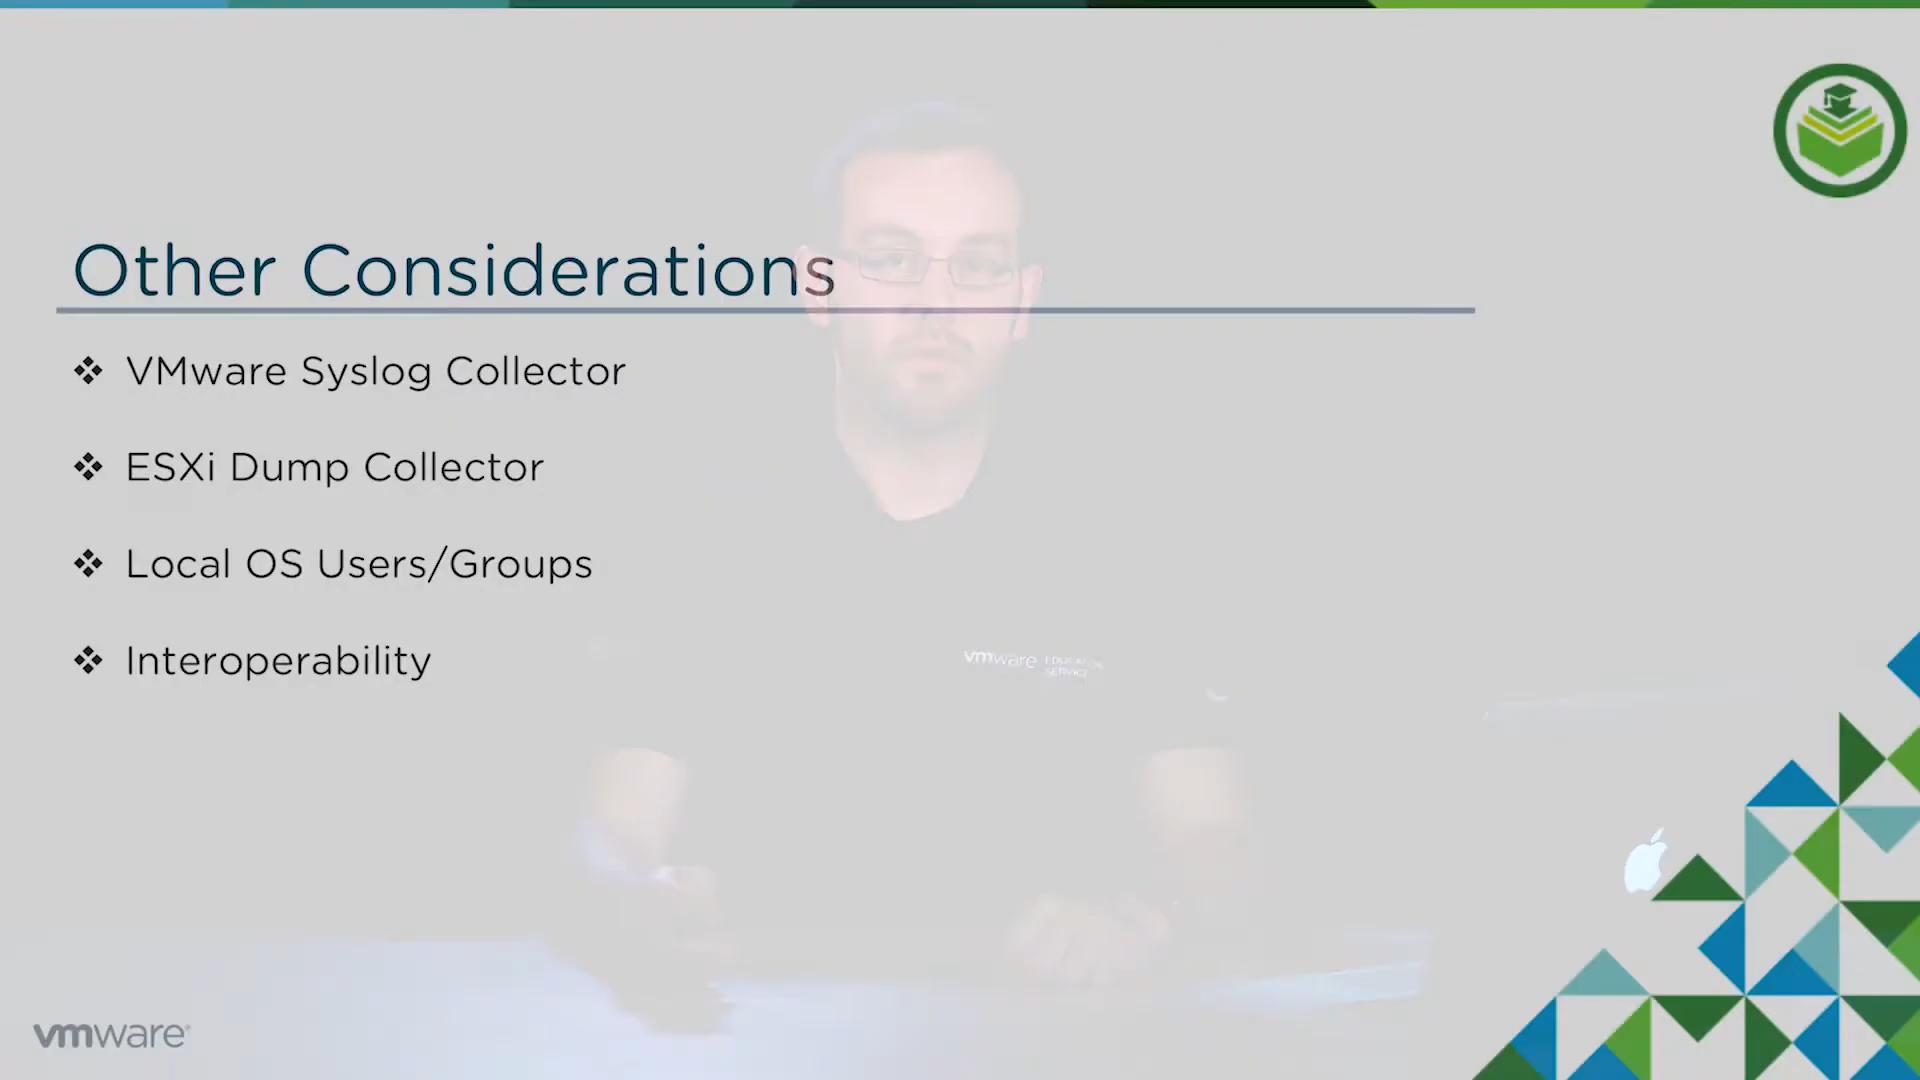 Other Considerations
VMware Syslog Collector
ESXi Dump Collector
Local OS Users/Groups
Interoperability
vmware
vmware